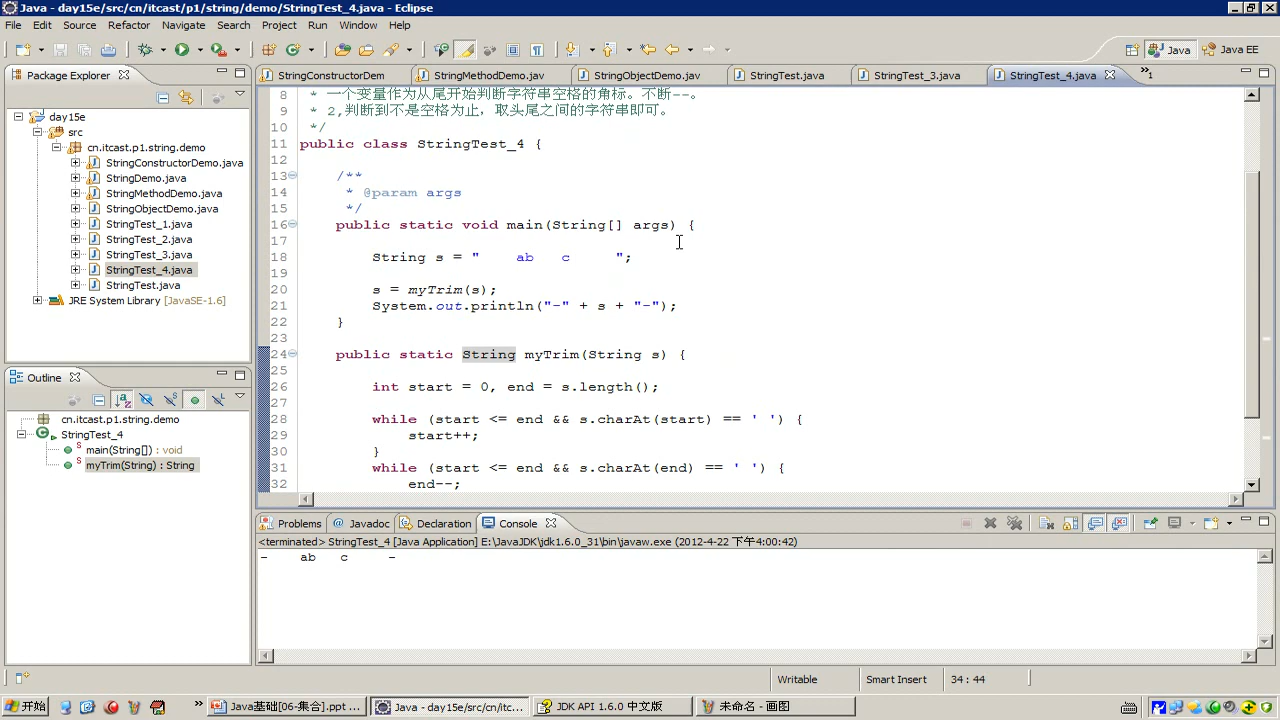 Java - day15e/src/cn/itcast/p1/string/demo/StringTest_4.java - Eclipse
File Edit Source Refactor Navigate Search Project Run Window Help
Java Java EE
Package Explorer
StringConstructorDem StringMethodDemo.jav StringObjectDemo.jav StringTest.java StringTest_3.java StringTest_4.java »1
day15e
src
cn.itcast.p1.string.demo
StringConstructorDemo.java
StringDemo.java
StringMethodDemo.java
StringObjectDemo.java
StringTest_1.java
StringTest_2.java
StringTest_3.java
StringTest_4.java
StringTest.java
JRE System Library [JavaSE-1.6]
8 * 一个变量作为从尾开始判断字符串空格的角标。不断--。
9 * 2,判断到不是空格为止，取头尾之间的字符串即可。
10 */
11 public class StringTest_4 {
12
13 /**
14 * @param args
15 */
16 public static void main(String[] args) {
17
18 String s = "    ab   c     ";
19
20 s = myTrim(s);
21 System.out.println("-" + s + "-");
22 }
23
24 public static String myTrim(String s) {
25
26 int start = 0, end = s.length();
27
28 while (start <= end && s.charAt(start) == ' ') {
29 start++;
30 }
31 while (start <= end && s.charAt(end) == ' ') {
32 end--;
Outline
cn.itcast.p1.string.demo
StringTest_4
main(String[]) : void
myTrim(String) : String
Problems Javadoc Declaration Console
<terminated> StringTest_4 [Java Application] E:\JavaJDK\jdk1.6.0_31\bin\javaw.exe (2012-4-22 下午4:00:42)
-    ab   c     -
Writable Smart Insert 34 : 44
开始 » Java基础[06-集合].ppt ... Java - day15e/src/cn/itc... JDK API 1.6.0 中文版 未命名 - 画图